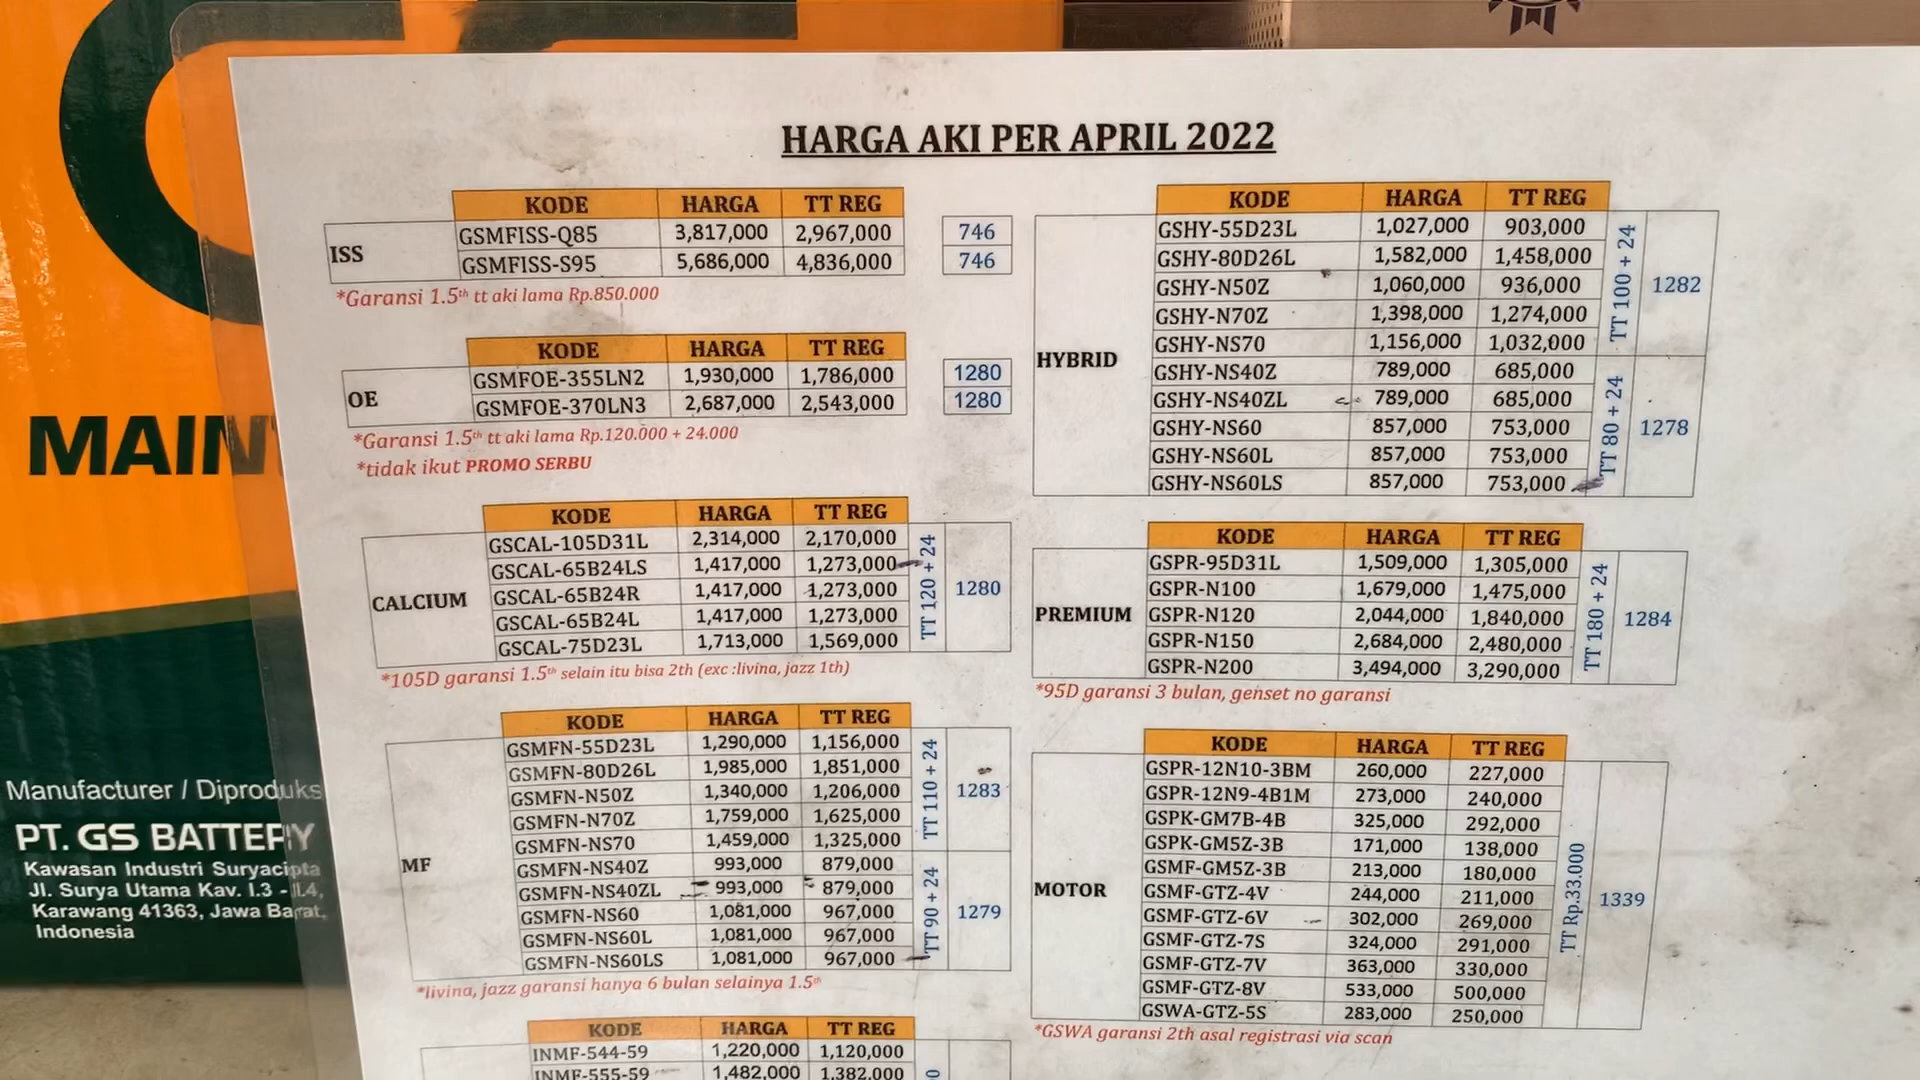 HARGA AKI PER APRIL 2022
KODE HARGA TT REG
ISS
GSMFISS-Q85 3,817,000 2,967,000 746
GSMFISS-S95 5,686,000 4,836,000 746
*Garansi 1.5th tt aki lama Rp.850.000
KODE HARGA TT REG
OE
GSMFOE-355LN2 1,930,000 1,786,000 1280
GSMFOE-370LN3 2,687,000 2,543,000 1280
*Garansi 1.5th tt aki lama Rp.120.000 + 24.000
*tidak ikut PROMO SERBU
KODE HARGA TT REG
CALCIUM
GSCAL-105D31L 2,314,000 2,170,000
GSCAL-65B24LS 1,417,000 1,273,000
GSCAL-65B24R 1,417,000 1,273,000
GSCAL-65B24L 1,417,000 1,273,000
GSCAL-75D23L 1,713,000 1,569,000
TT 120 + 24
1280
*105D garansi 1.5th selain itu bisa 2th (exc :livina, jazz 1th)
KODE HARGA TT REG
MF
GSMFN-55D23L 1,290,000 1,156,000
GSMFN-80D26L 1,985,000 1,851,000
GSMFN-N50Z 1,340,000 1,206,000
GSMFN-N70Z 1,759,000 1,625,000
GSMFN-NS70 1,459,000 1,325,000
TT 110 + 24
1283
GSMFN-NS40Z 993,000 879,000
GSMFN-NS40ZL 993,000 879,000
GSMFN-NS60 1,081,000 967,000
GSMFN-NS60L 1,081,000 967,000
GSMFN-NS60LS 1,081,000 967,000
TT 90 + 24
1279
*livina, jazz garansi hanya 6 bulan selainya 1.5th
KODE HARGA TT REG
INMF-544-59 1,220,000 1,120,000
INMF-555-59 1,482,000 1,382,000
KODE HARGA TT REG
HYBRID
GSHY-55D23L 1,027,000 903,000
GSHY-80D26L 1,582,000 1,458,000
GSHY-N50Z 1,060,000 936,000
GSHY-N70Z 1,398,000 1,274,000
GSHY-NS70 1,156,000 1,032,000
TT 100 + 24
1282
GSHY-NS40Z 789,000 685,000
GSHY-NS40ZL 789,000 685,000
GSHY-NS60 857,000 753,000
GSHY-NS60L 857,000 753,000
GSHY-NS60LS 857,000 753,000
TT 80 + 24
1278
KODE HARGA TT REG
PREMIUM
GSPR-95D31L 1,509,000 1,305,000
GSPR-N100 1,679,000 1,475,000
GSPR-N120 2,044,000 1,840,000
GSPR-N150 2,684,000 2,480,000
GSPR-N200 3,494,000 3,290,000
TT 180 + 24
1284
*95D garansi 3 bulan, genset no garansi
KODE HARGA TT REG
MOTOR
GSPR-12N10-3BM 260,000 227,000
GSPR-12N9-4B1M 273,000 240,000
GSPK-GM7B-4B 325,000 292,000
GSPK-GM5Z-3B 171,000 138,000
GSMF-GM5Z-3B 213,000 180,000
GSMF-GTZ-4V 244,000 211,000
GSMF-GTZ-6V 302,000 269,000
GSMF-GTZ-7S 324,000 291,000
GSMF-GTZ-7V 363,000 330,000
GSMF-GTZ-8V 533,000 500,000
GSWA-GTZ-5S 283,000 250,000
TT Rp.33.000
1339
*GSWA garansi 2th asal registrasi via scan
MAIN
Manufacturer / Diproduks
PT. GS BATTERY
Kawasan Industri Suryacipta
Jl. Surya Utama Kav. I.3 - II.4,
Karawang 41363, Jawa Barat,
Indonesia